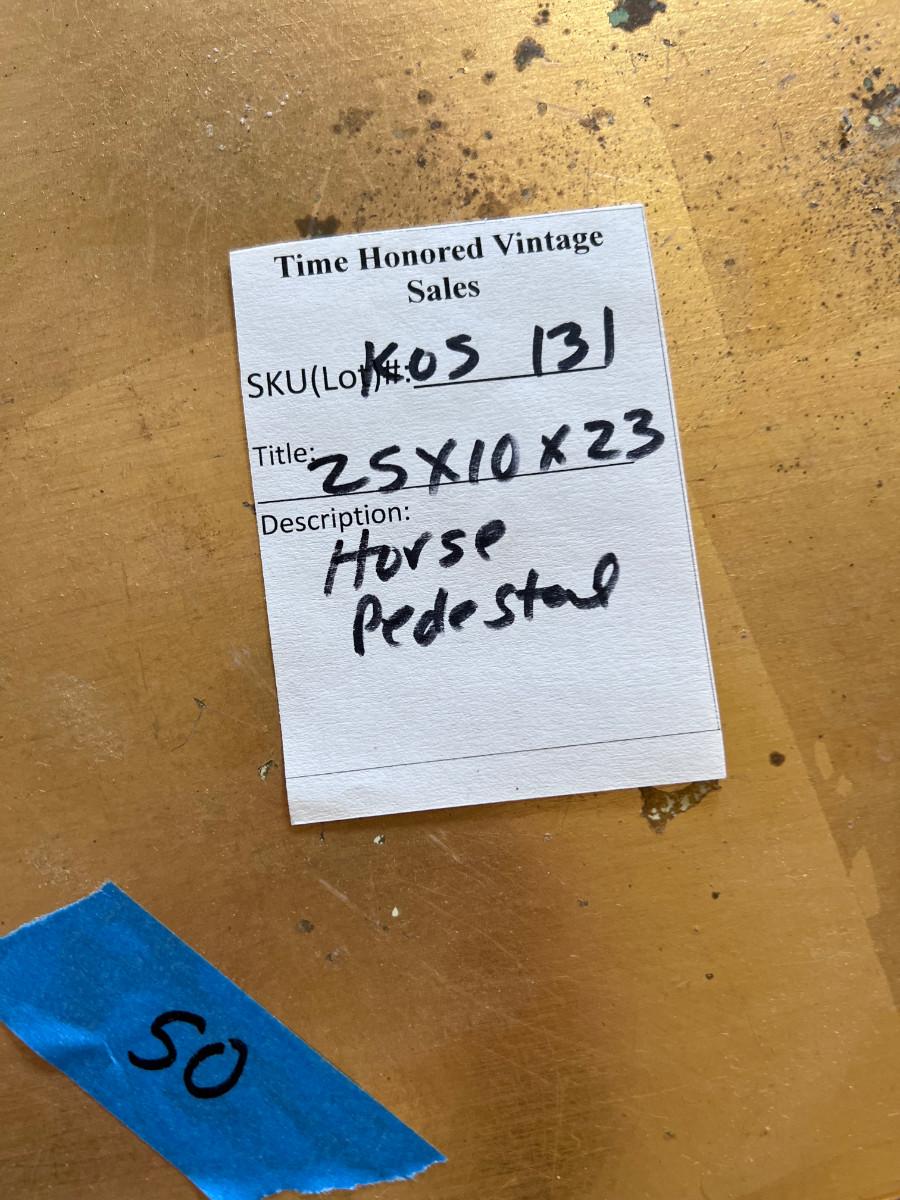 Time Honored Vintage
Sales
SKU(Lot)#: KOS 131
Title: 25X10X23
Description:
Horse
Pedestal
50